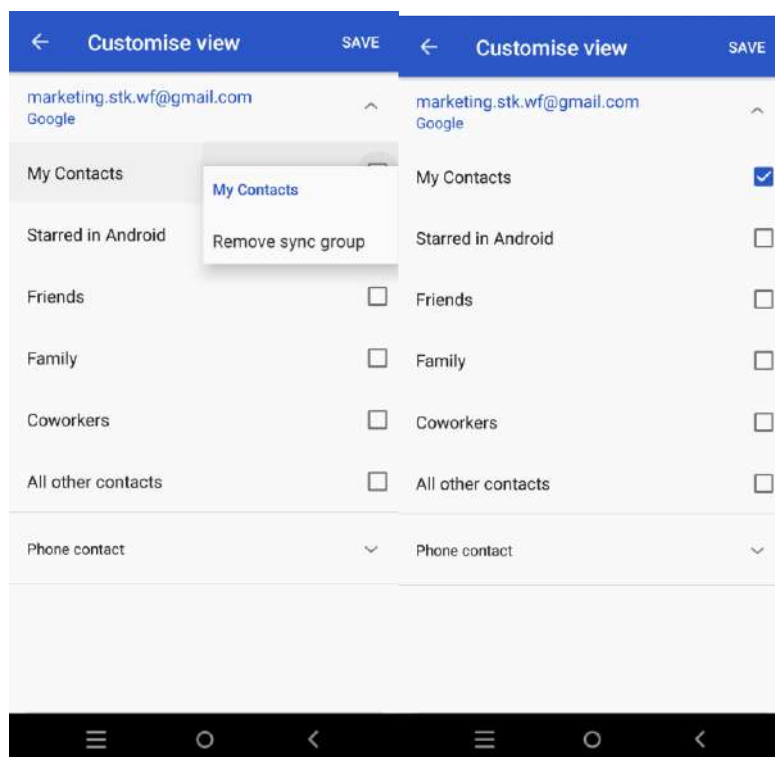 Customise view SAVE
marketing.stk.wf@gmail.com
Google
My Contacts
My Contacts
Starred in Android
Remove sync group
Friends
Family
Coworkers
All other contacts
Phone contact
Customise view SAVE
marketing.stk.wf@gmail.com
Google
My Contacts
Starred in Android
Friends
Family
Coworkers
All other contacts
Phone contact